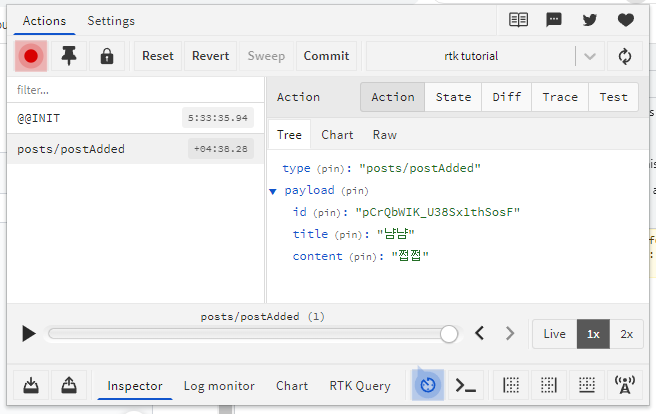 Actions Settings
Reset Revert Sweep Commit rtk tutorial
filter...
@@INIT 5:33:35.94
posts/postAdded +04:38.28
Action Action State Diff Trace Test
Tree Chart Raw
type (pin): "posts/postAdded"
payload (pin)
id (pin): "pCrQbWIK_U38SxlthSosF"
title (pin): "냠냠"
content (pin): "쩝쩝"
posts/postAdded (1)
Live 1x 2x
Inspector Log monitor Chart RTK Query